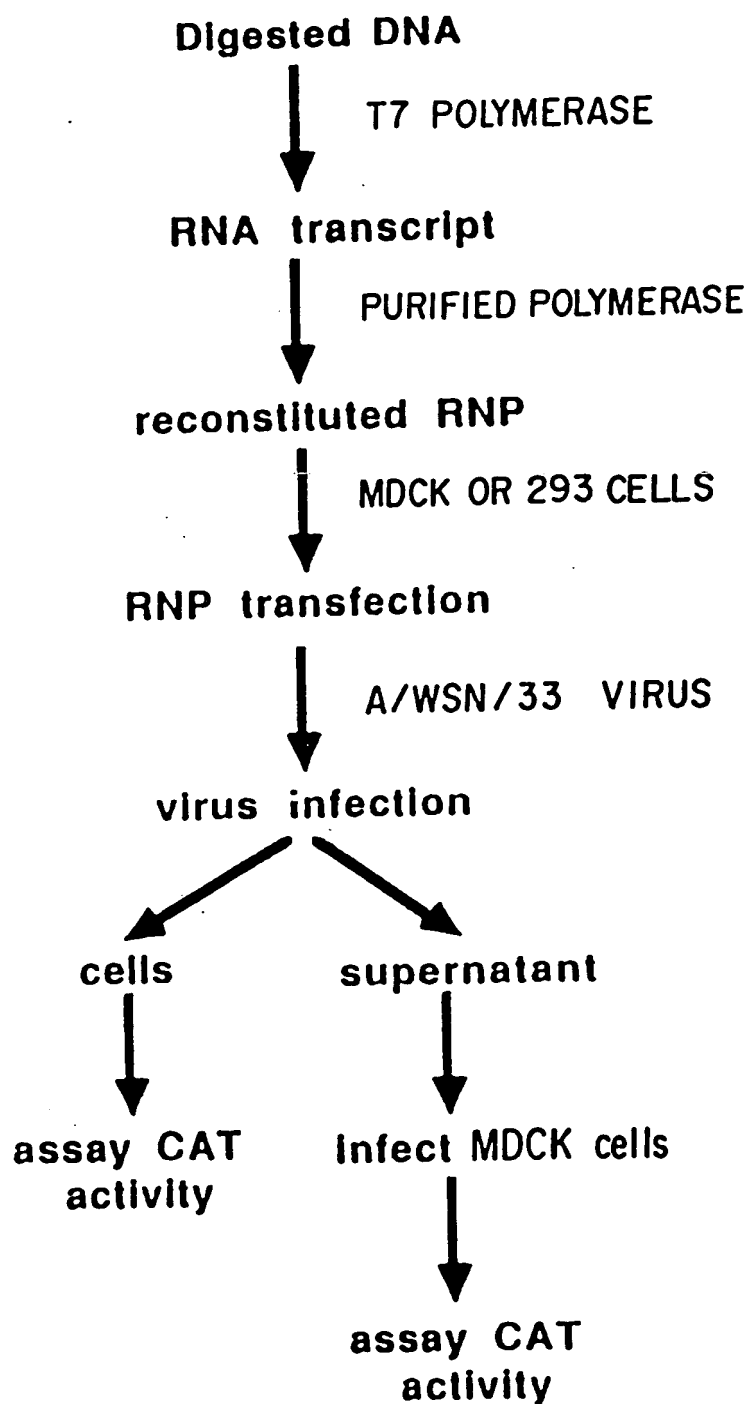 Digested DNA
T7 POLYMERASE
RNA transcript
PURIFIED POLYMERASE
reconstituted RNP
MDCK OR 293 CELLS
RNP transfection
A/WSN/33 VIRUS
virus infection
cells
supernatant
assay CAT
activity
infect MDCK cells
assay CAT
activity